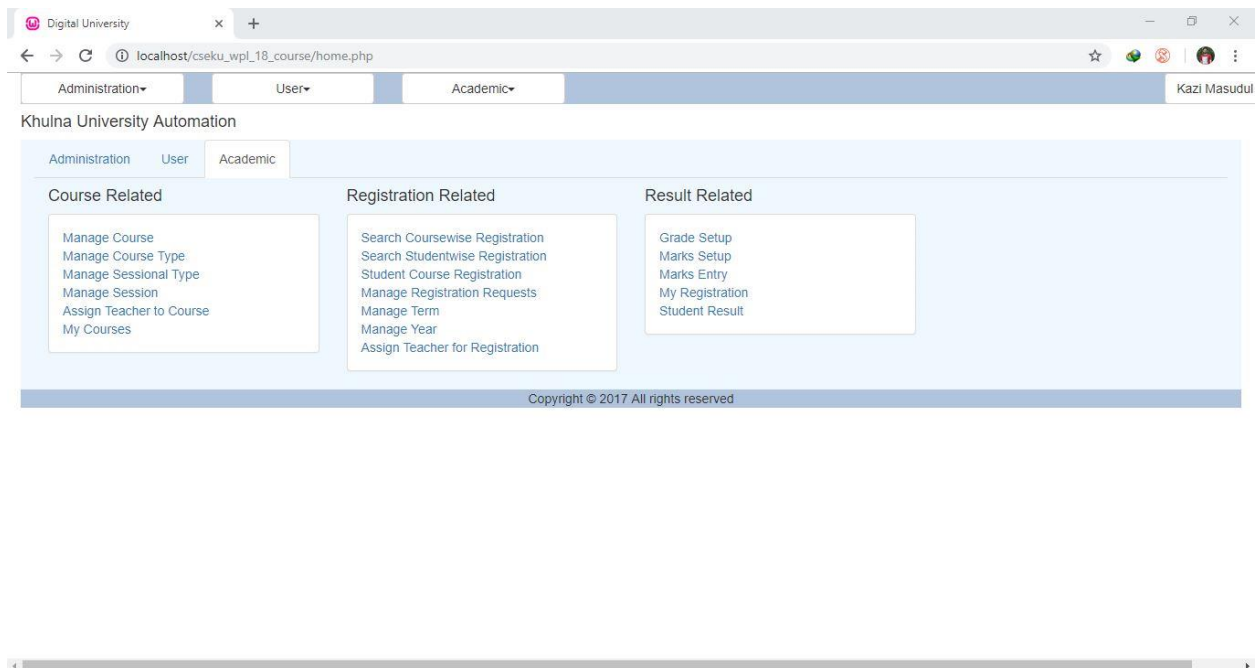 Digital University
localhost/cseku_wpl_18_course/home.php
Administration
User
Academic
Kazi Masudul
Khulna University Automation
Administration
User
Academic
Course Related
Manage Course
Manage Course Type
Manage Sessional Type
Manage Session
Assign Teacher to Course
My Courses
Registration Related
Search Coursewise Registration
Search Studentwise Registration
Student Course Registration
Manage Registration Requests
Manage Term
Manage Year
Assign Teacher for Registration
Result Related
Grade Setup
Marks Setup
Marks Entry
My Registration
Student Result
Copyright © 2017 All rights reserved